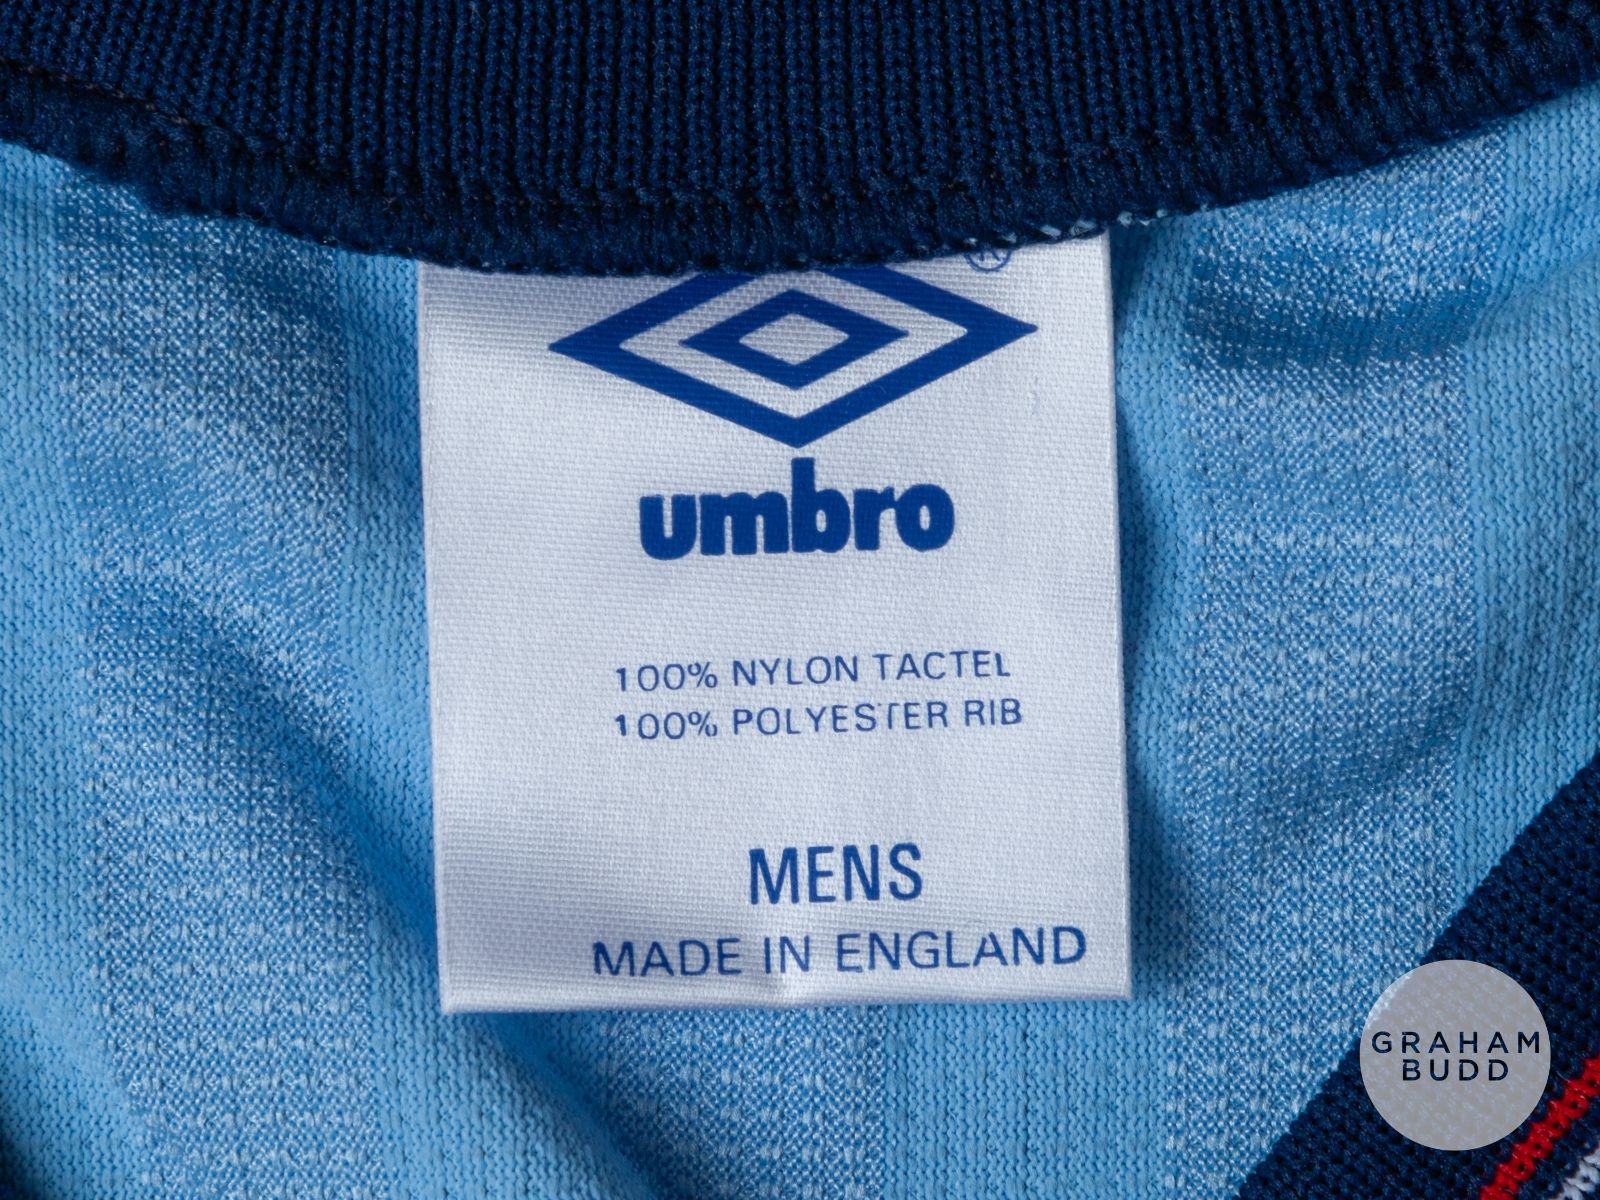 ®
umbro
100% NYLON TACTEL
100% POLYESTER RIB
MENS
MADE IN ENGLAND
GRAHAM
BUDD